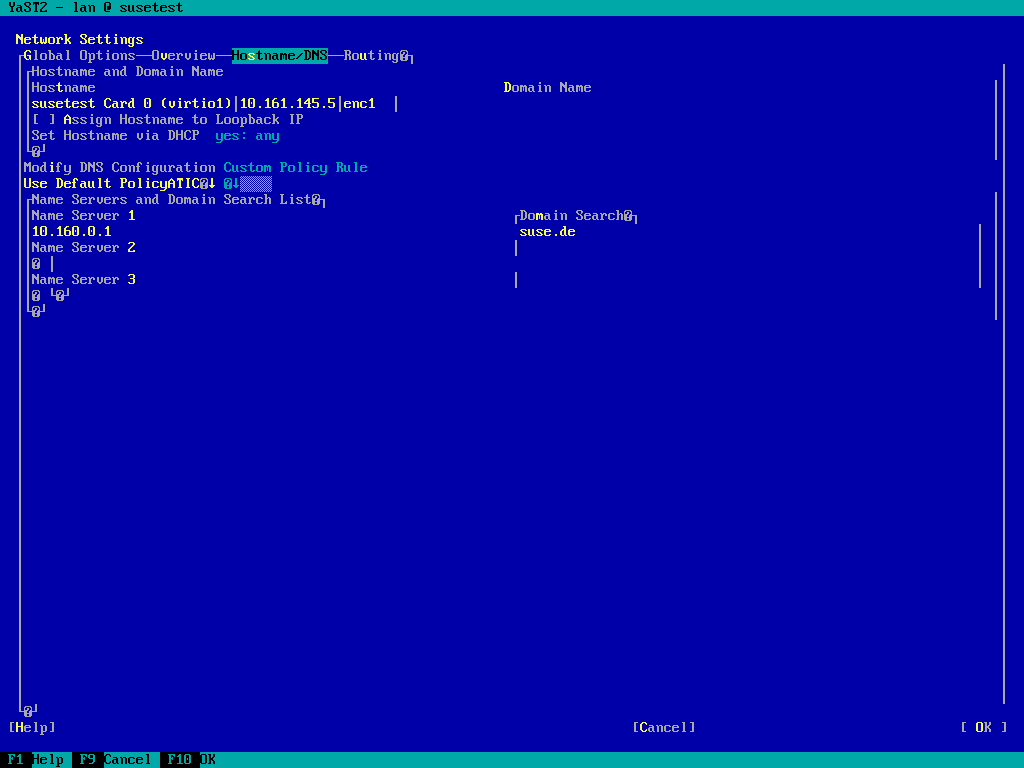 YaST2 - lan @ susetest
Network Settings
Global Options—Overview—Hostname/DNS—Routing
Hostname and Domain Name
Hostname Domain Name
susetest Card 0 (virtio1)|10.161.145.5|enc1 |
[ ] Assign Hostname to Loopback IP
Set Hostname via DHCP yes: any
Modify DNS Configuration Custom Policy Rule
Use Default PolicyATIC?↓ ?↓
Name Servers and Domain Search List
Name Server 1 Domain Search
10.160.0.1 suse.de
Name Server 2
Name Server 3
[Help] [Cancel] [ OK ]
F1 Help F9 Cancel F10 OK